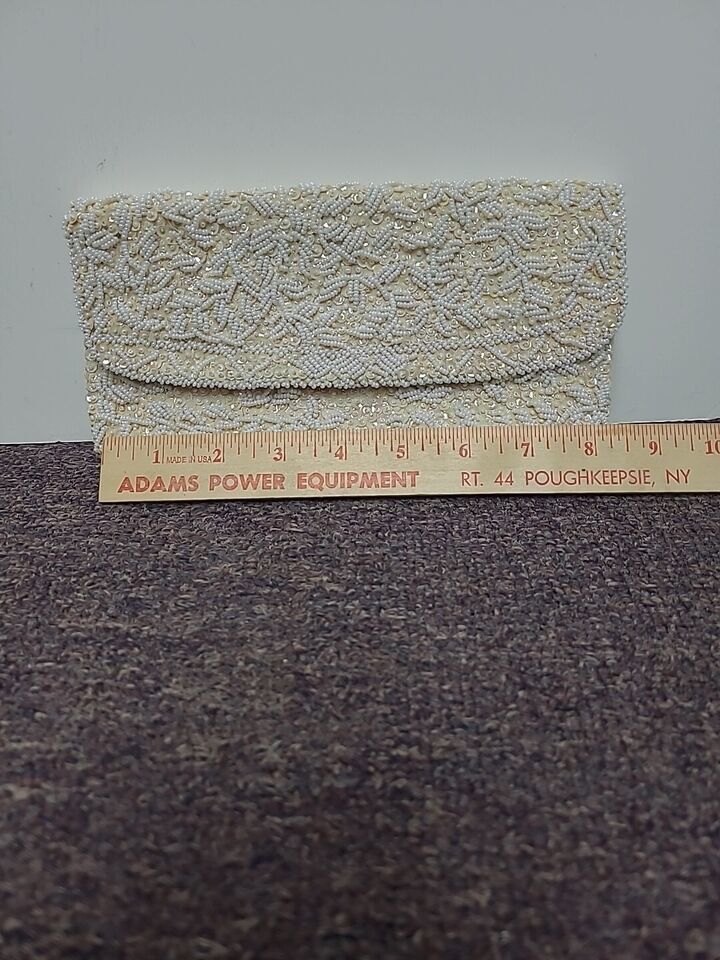 1 MADE IN USA 2 3 4 5 6 7 8 9 10
ADAMS POWER EQUIPMENT RT. 44 POUGHKEEPSIE, NY